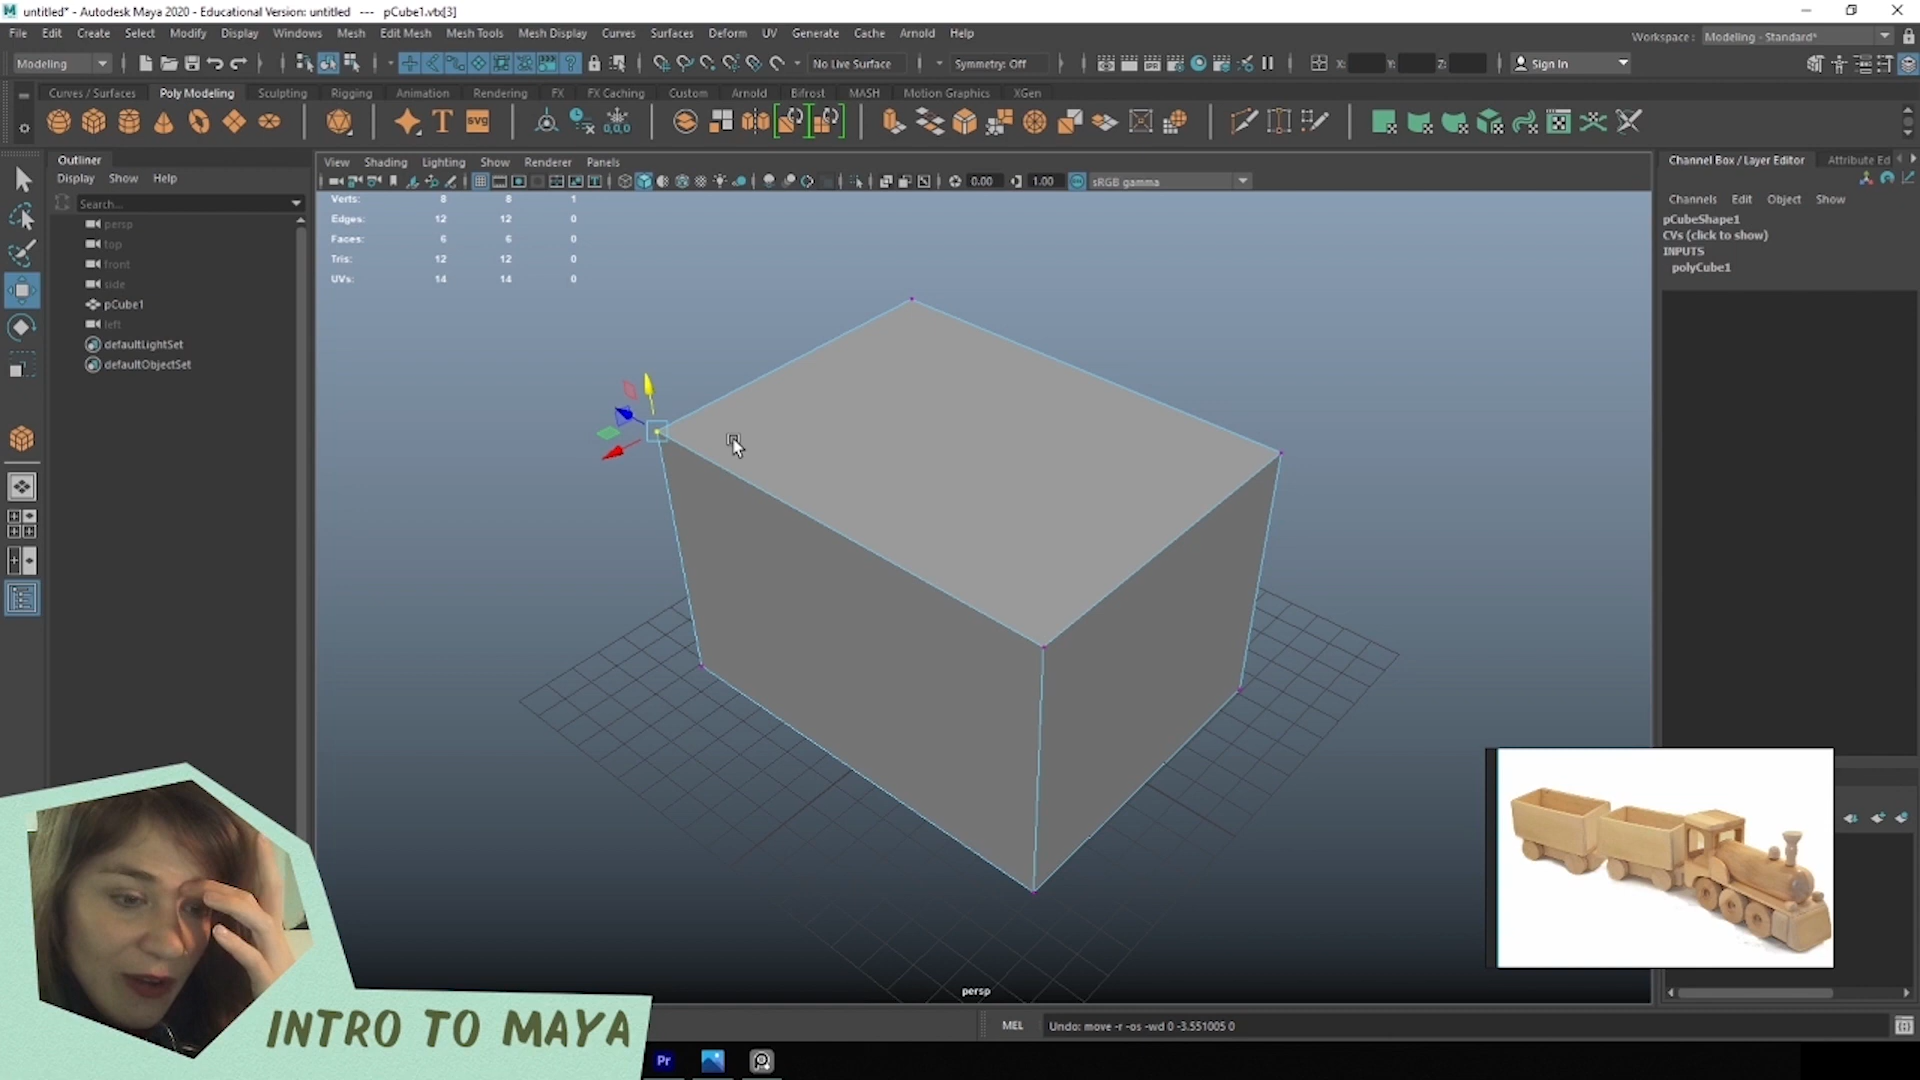 untitled* - Autodesk Maya 2020 - Educational Version: untitled   ---   pCube1.vtx[3]
File Edit Create Select Modify Display Windows Mesh Edit Mesh Mesh Tools Mesh Display Curves Surfaces Deform UV Generate Cache Arnold Help
Workspace : Modeling - Standard*
Modeling
No Live Surface
Symmetry: Off
X: Y: Z:
Sign In
Curves / Surfaces Poly Modeling Sculpting Rigging Animation Rendering FX FX Caching Custom Arnold Bifrost MASH Motion Graphics XGen
SVG
0,0,0
Outliner
Display Show Help
Search...
persp
top
front
side
pCube1
left
defaultLightSet
defaultObjectSet
View Shading Lighting Show Renderer Panels
0.00 1.00 sRGB gamma
Verts: 8 8 1
Edges: 12 12 0
Faces: 6 6 0
Tris: 12 12 0
UVs: 14 14 0
persp
Channel Box / Layer Editor Attribute Ed
Channels Edit Object Show
pCubeShape1
CVs (click to show)
INPUTS
polyCube1
INTRO TO MAYA
MEL
Undo: move -r -os -wd 0 -3.551005 0
Pr